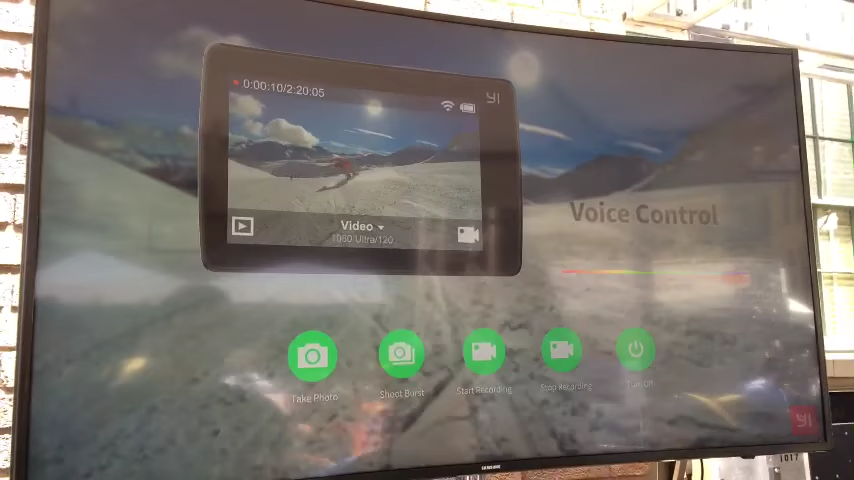 0:00:10/2:20:05
YI
Video
1080 Ultra/120
Voice Control
Take Photo
Shoot Burst
Start Recording
Stop Recording
Turn Off
YI
SAMSUNG
1017